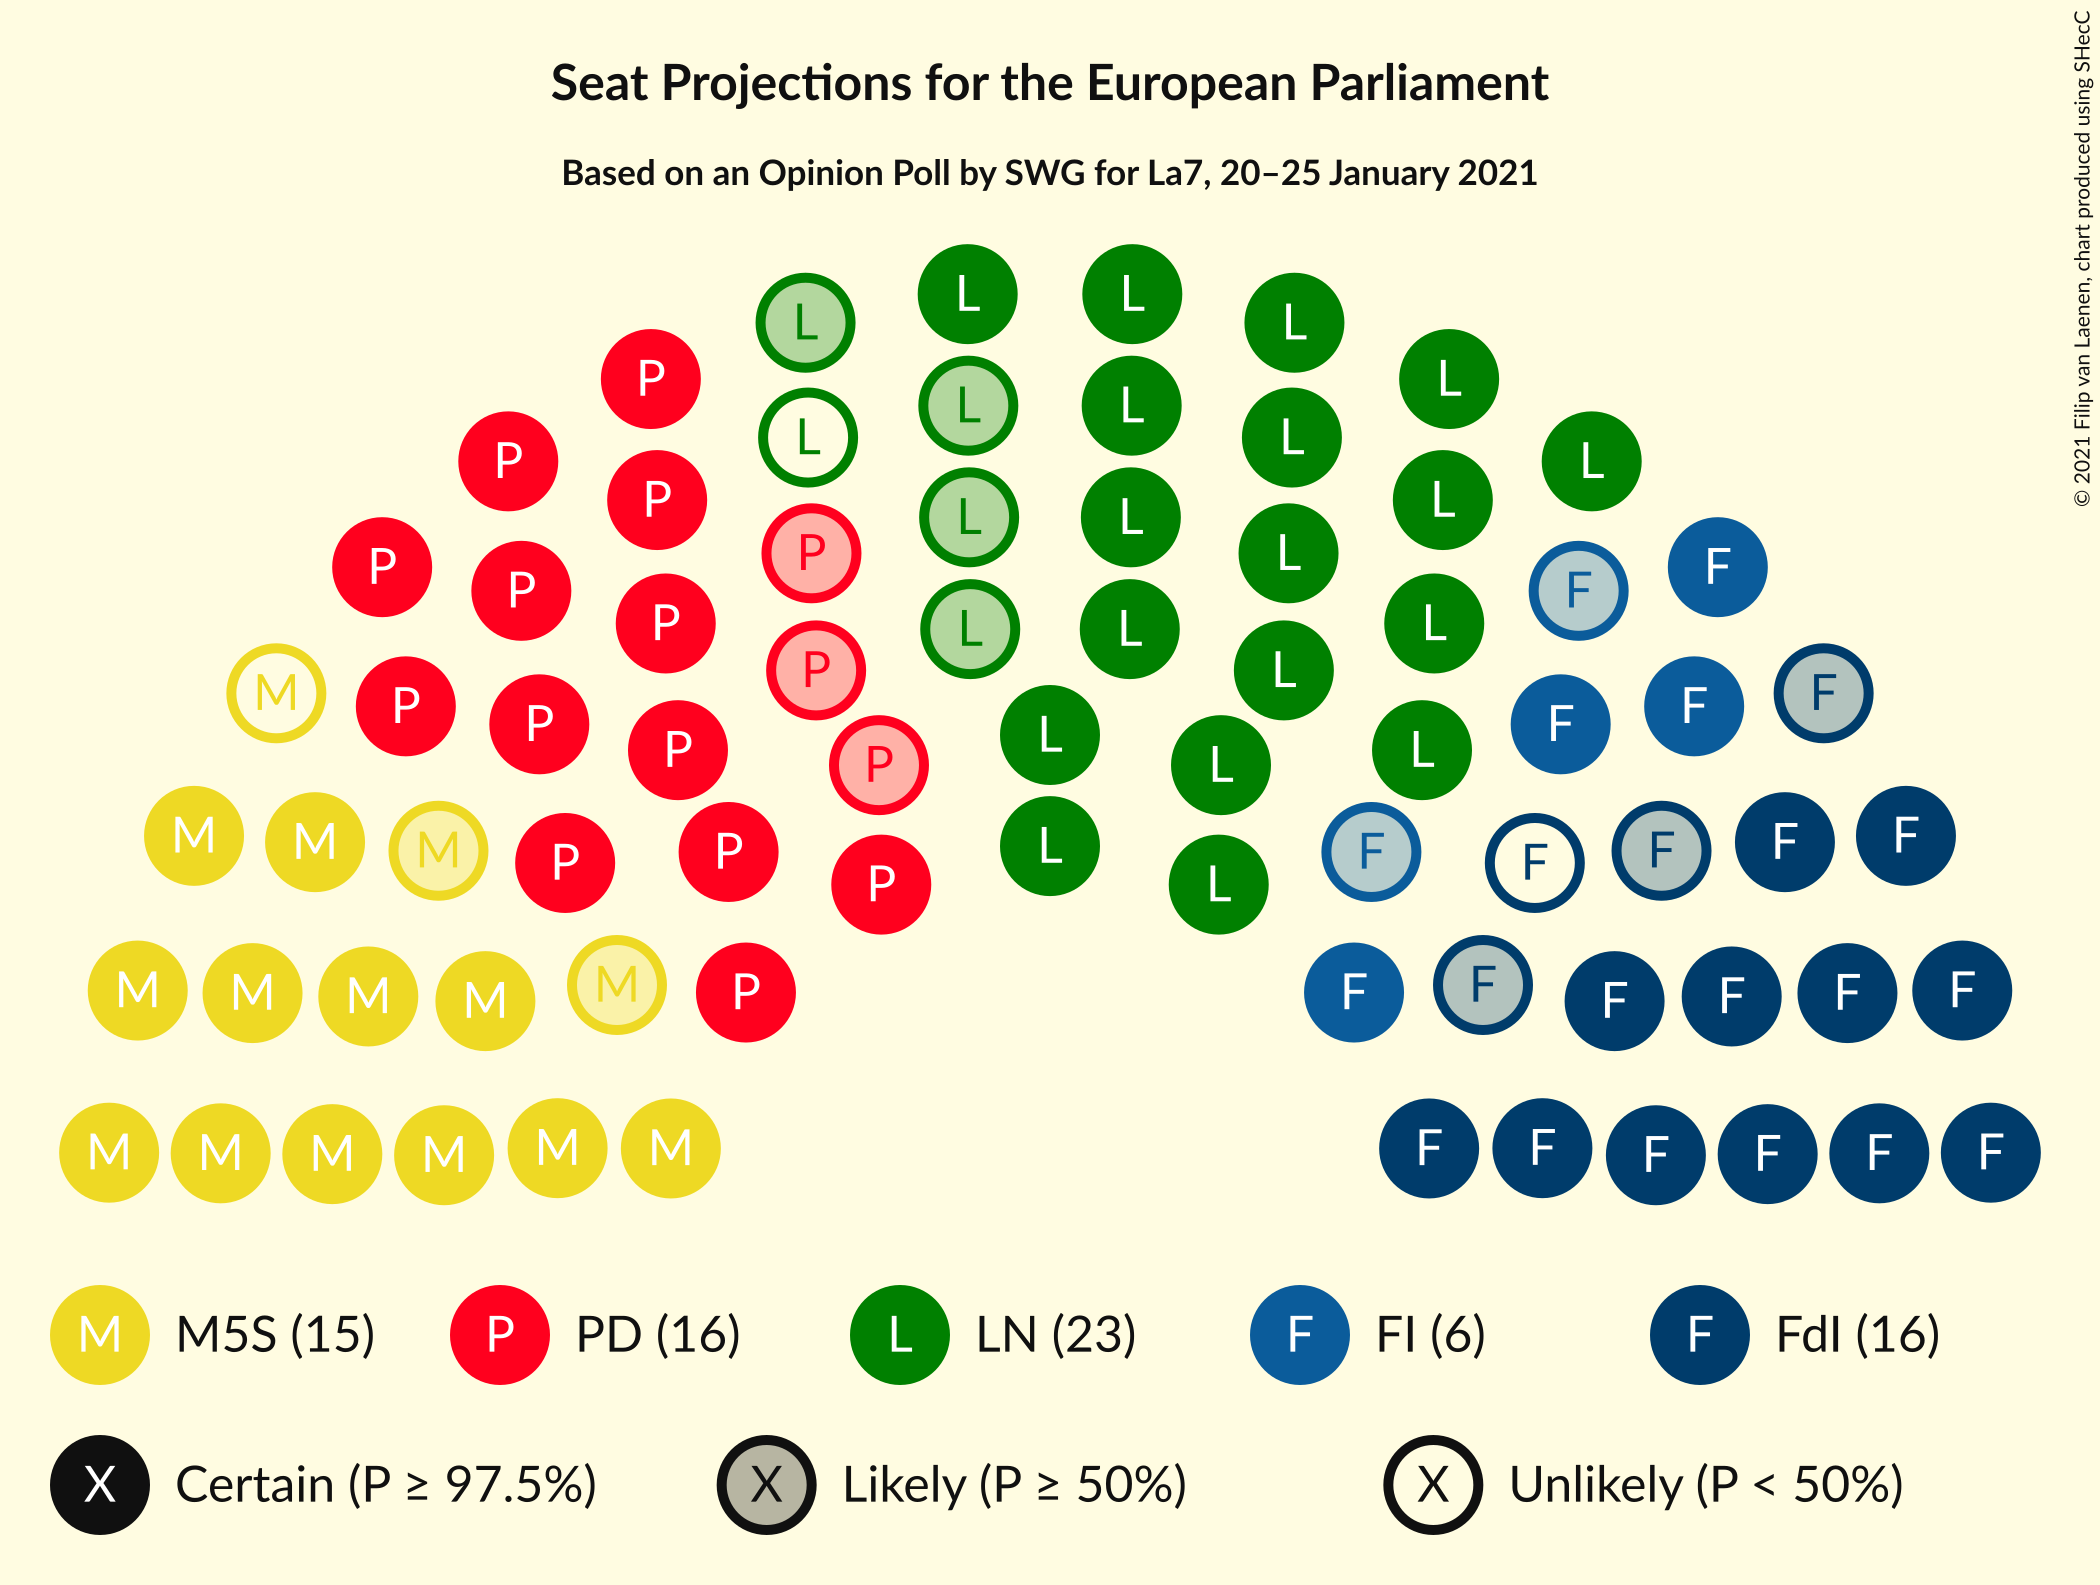 Seat Projections for the European Parliament
Based on an Opinion Poll by SWG for La7, 20–25 January 2021
© 2021 Filip van Laenen, chart produced using SHecC
L L L L
P L
P L L L L L
P P L L
P L L L F F
P P L L
M P P P L L F F F
P P L L L F
M M M P P P L L F F F F F
P L
M M M M M P F F F F F F
M M M M M M F F F F F F
M M5S (15) P PD (16) L LN (23) F FI (6) F FdI (16)
X Certain (P ≥ 97.5%) X Likely (P ≥ 50%) X Unlikely (P < 50%)